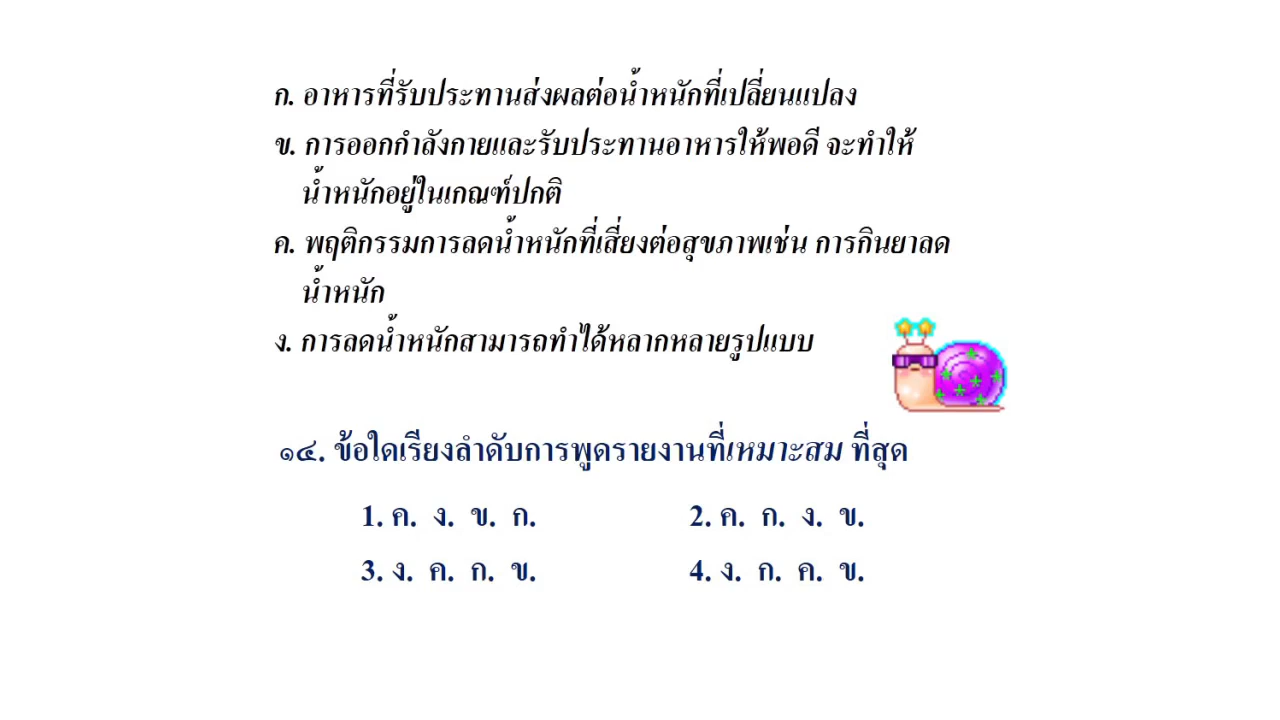 ก. อาหารที่รับประทานส่งผลต่อน้ำหนักที่เปลี่ยนแปลง
ข. การออกกำลังกายและรับประทานอาหารให้พอดี จะทำให้
น้ำหนักอยู่ในเกณฑ์ปกติ
ค. พฤติกรรมการลดน้ำหนักที่เสี่ยงต่อสุขภาพเช่น การกินยาลด
น้ำหนัก
ง. การลดน้ำหนักสามารถทำได้หลากหลายรูปแบบ
๑๔. ข้อใดเรียงลำดับการพูดรายงานที่เหมาะสม ที่สุด
1. ค. ง. ข. ก. 2. ค. ก. ง. ข.
3. ง. ค. ก. ข. 4. ง. ก. ค. ข.